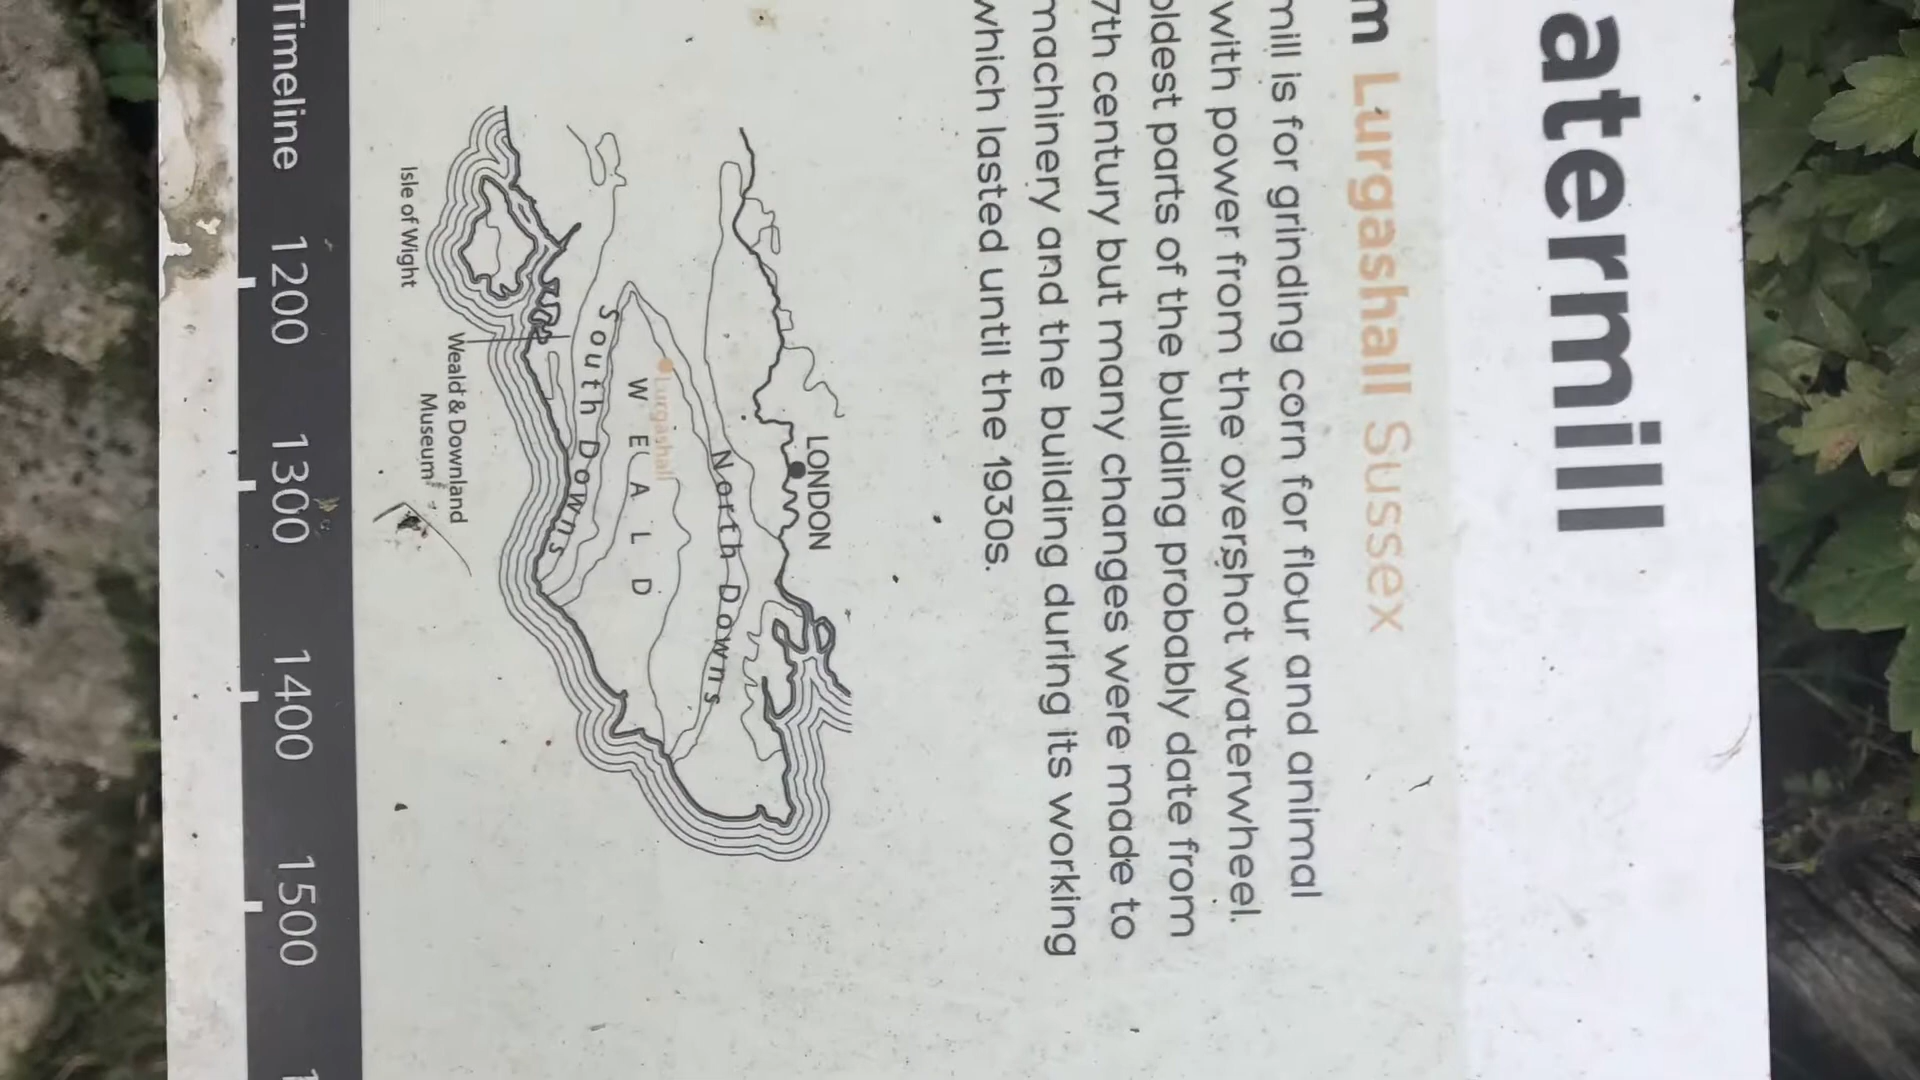 atermill
m Lurgashall Sussex
mill is for grinding corn for flour and animal
with power from the overshot waterwheel.
oldest parts of the building probably date from
7th century but many changes were made to
machinery and the building during its working
which lasted until the 1930s.
LONDON
North Downs
Lurgashall
WEALD
South Downs
Weald & Downland
Museum
Isle of Wight
Timeline 1200 1300 1400 1500